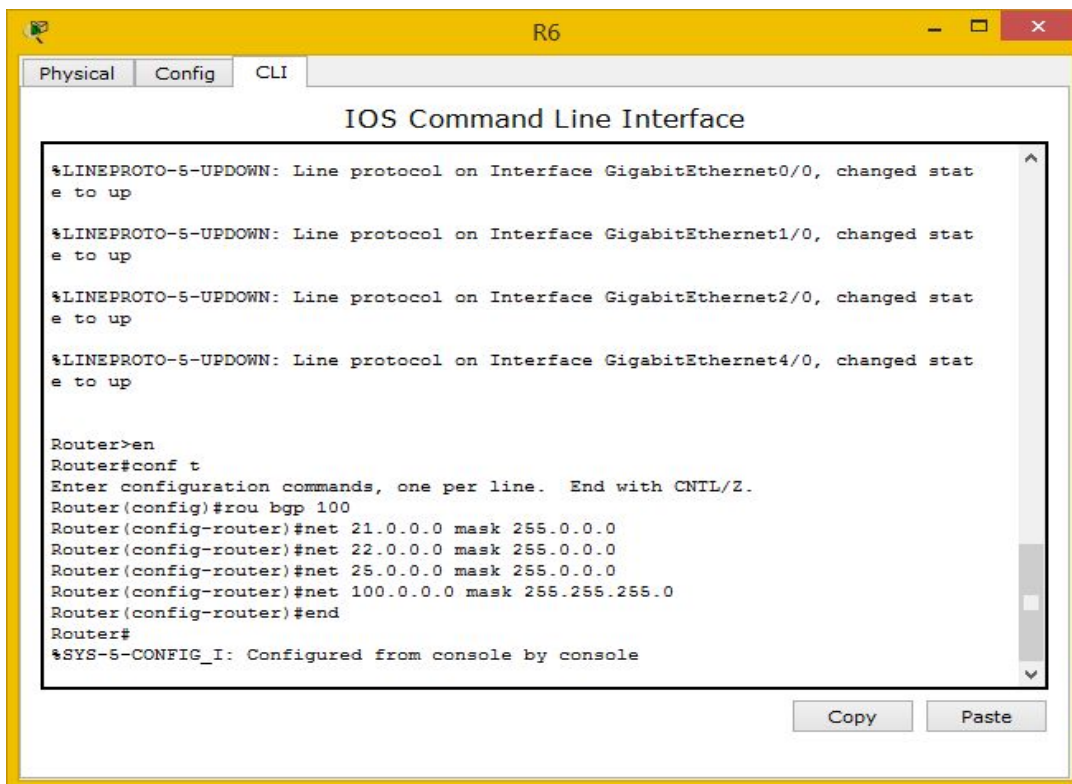 R6
Physical Config CLI
IOS Command Line Interface
%LINEPROTO-5-UPDOWN: Line protocol on Interface GigabitEthernet0/0, changed stat
e to up
%LINEPROTO-5-UPDOWN: Line protocol on Interface GigabitEthernet1/0, changed stat
e to up
%LINEPROTO-5-UPDOWN: Line protocol on Interface GigabitEthernet2/0, changed stat
e to up
%LINEPROTO-5-UPDOWN: Line protocol on Interface GigabitEthernet4/0, changed stat
e to up
Router>en
Router#conf t
Enter configuration commands, one per line.  End with CNTL/Z.
Router(config)#rou bgp 100
Router(config-router)#net 21.0.0.0 mask 255.0.0.0
Router(config-router)#net 22.0.0.0 mask 255.0.0.0
Router(config-router)#net 25.0.0.0 mask 255.0.0.0
Router(config-router)#net 100.0.0.0 mask 255.255.255.0
Router(config-router)#end
Router#
%SYS-5-CONFIG_I: Configured from console by console
Copy Paste